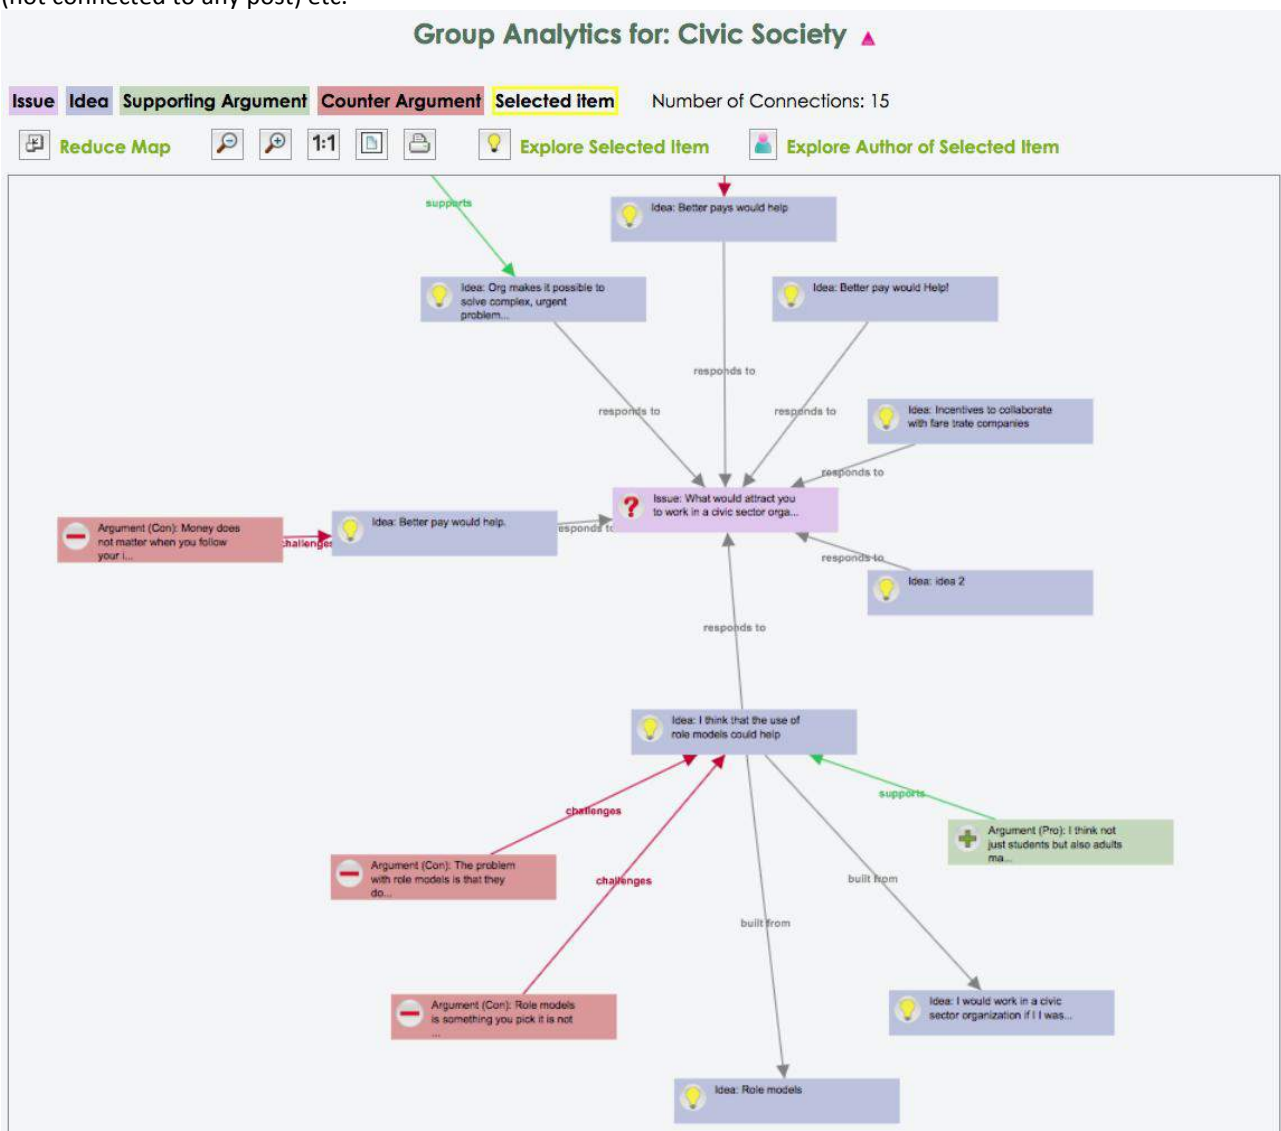 (not connected to any post) etc.
Group Analytics for: Civic Society
Issue Idea Supporting Argument Counter Argument Selected item Number of Connections: 15
Reduce Map 1:1 Explore Selected Item Explore Author of Selected Item
supports
Idea: Better pays would help
Idea: Org makes it possible to
solve complex, urgent
problem...
Idea: Better pay would Help!
responds to
responds to
responds to
Idea: Incentives to collaborate
with fare trate companies
responds to
Issue: What would attract you
to work in a civic sector orga...
Argument (Con): Money does
not matter when you follow
your i...
challenges
Idea: Better pay would help.
esponds to
responds to
Idea: idea 2
responds to
Idea: I think that the use of
role models could help
supports
challenges
Argument (Pro): I think not
just students but also adults
ma...
Argument (Con): The problem
with role models is that they
do...
challenges
built from
built from
Argument (Con): Role models
is something you pick it is not
...
Idea: I would work in a civic
sector organization if I I was...
Idea: Role models